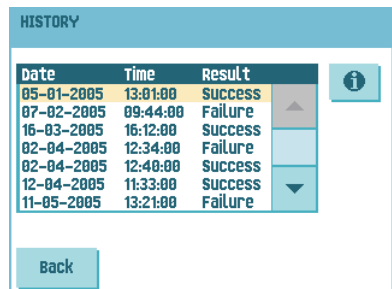 HISTORY
Date Time Result
05-01-2005 13:01:00 Success
07-02-2005 09:44:00 Failure
16-03-2005 16:12:00 Success
02-04-2005 12:34:00 Failure
02-04-2005 12:40:00 Success
12-04-2005 11:33:00 Success
11-05-2005 13:21:00 Failure
i
Back